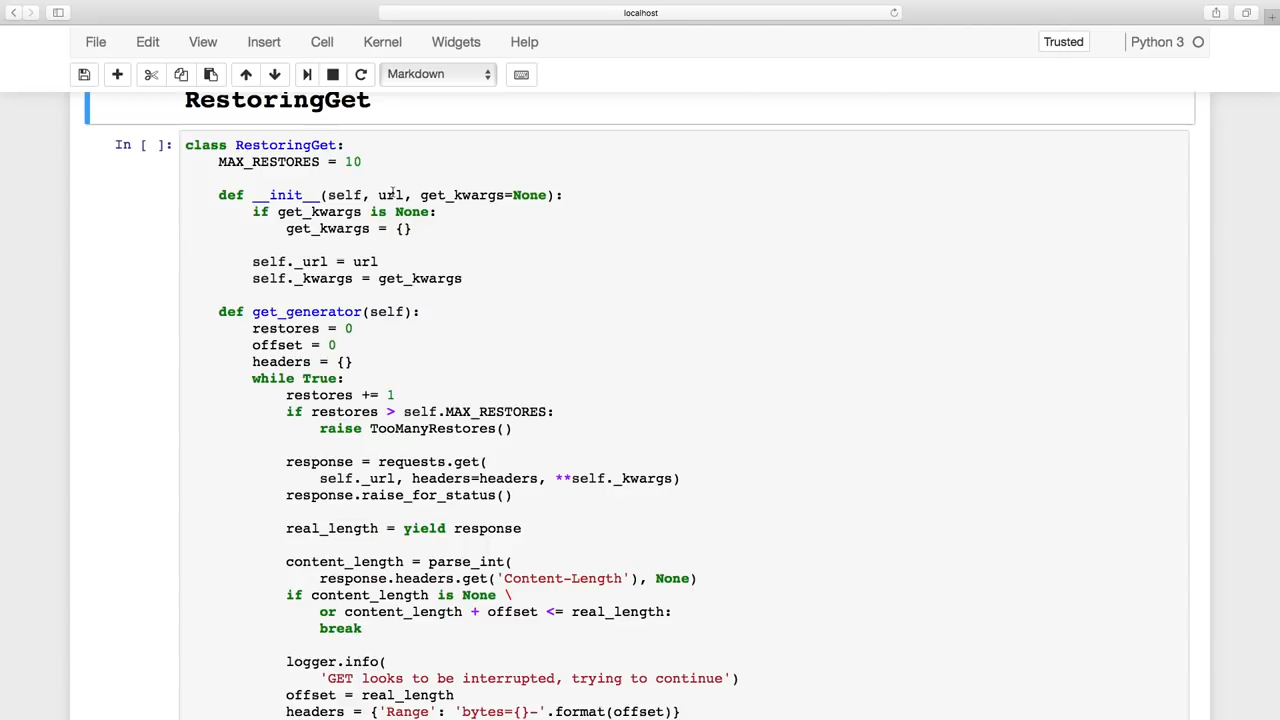 localhost
File Edit View Insert Cell Kernel Widgets Help Trusted Python 3
Markdown
RestoringGet
In [ ]: class RestoringGet:
MAX_RESTORES = 10
def __init__(self, url, get_kwargs=None):
if get_kwargs is None:
get_kwargs = {}
self._url = url
self._kwargs = get_kwargs
def get_generator(self):
restores = 0
offset = 0
headers = {}
while True:
restores += 1
if restores > self.MAX_RESTORES:
raise TooManyRestores()
response = requests.get(
self._url, headers=headers, **self._kwargs)
response.raise_for_status()
real_length = yield response
content_length = parse_int(
response.headers.get('Content-Length'), None)
if content_length is None \
or content_length + offset <= real_length:
break
logger.info(
'GET looks to be interrupted, trying to continue')
offset = real_length
headers = {'Range': 'bytes={}-'.format(offset)}